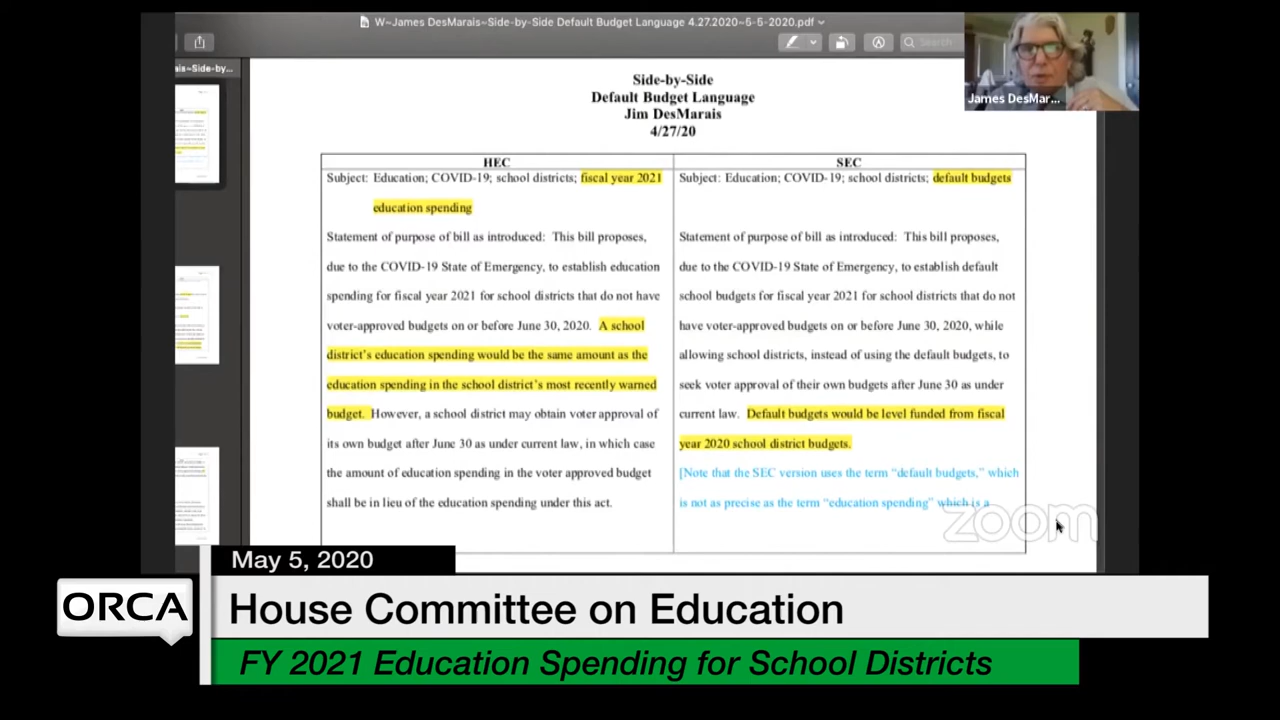 W~James DesMarais~Side-by-Side Default Budget Language 4.27.2020~5-5-2020.pdf
Search
ais~Side-by...
James DesMar...
Side-by-Side
Default Budget Language
Jim DesMarais
4/27/20
HEC
Subject: Education; COVID-19; school districts; fiscal year 2021
education spending
Statement of purpose of bill as introduced: This bill proposes,
due to the COVID-19 State of Emergency, to establish education
spending for fiscal year 2021 for school districts that do not have
voter-approved budgets on or before June 30, 2020. A school
district's education spending would be the same amount as the
education spending in the school district's most recently warned
budget. However, a school district may obtain voter approval of
its own budget after June 30 as under current law, in which case
the amount of education spending in the voter approved budget
shall be in lieu of the education spending under this act.
SEC
Subject: Education; COVID-19; school districts; default budgets
Statement of purpose of bill as introduced: This bill proposes,
due to the COVID-19 State of Emergency, to establish default
school budgets for fiscal year 2021 for school districts that do not
have voter-approved budgets on or before June 30, 2020, while
allowing school districts, instead of using the default budgets, to
seek voter approval of their own budgets after June 30 as under
current law. Default budgets would be level funded from fiscal
year 2020 school district budgets.
[Note that the SEC version uses the term "default budgets," which
is not as precise as the term "education spending" which is a
zoom
May 5, 2020
ORCA
House Committee on Education
FY 2021 Education Spending for School Districts